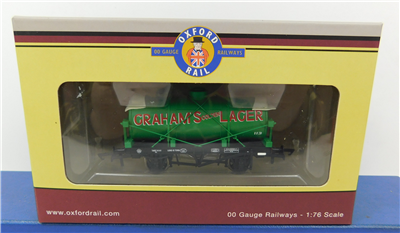 OXFORD
00 GAUGE RAILWAYS
RAIL
GRAHAM'S LAGER
www.oxfordrail.com
00 Gauge Railways - 1:76 Scale